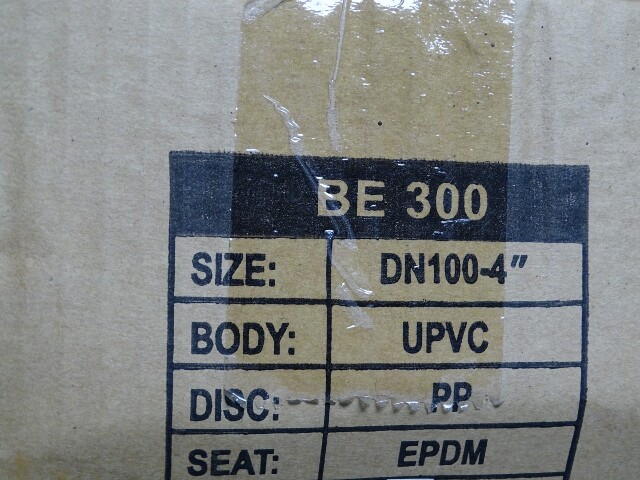 BE 300
SIZE: DN100-4"
BODY: UPVC
DISC: PP
SEAT: EPDM